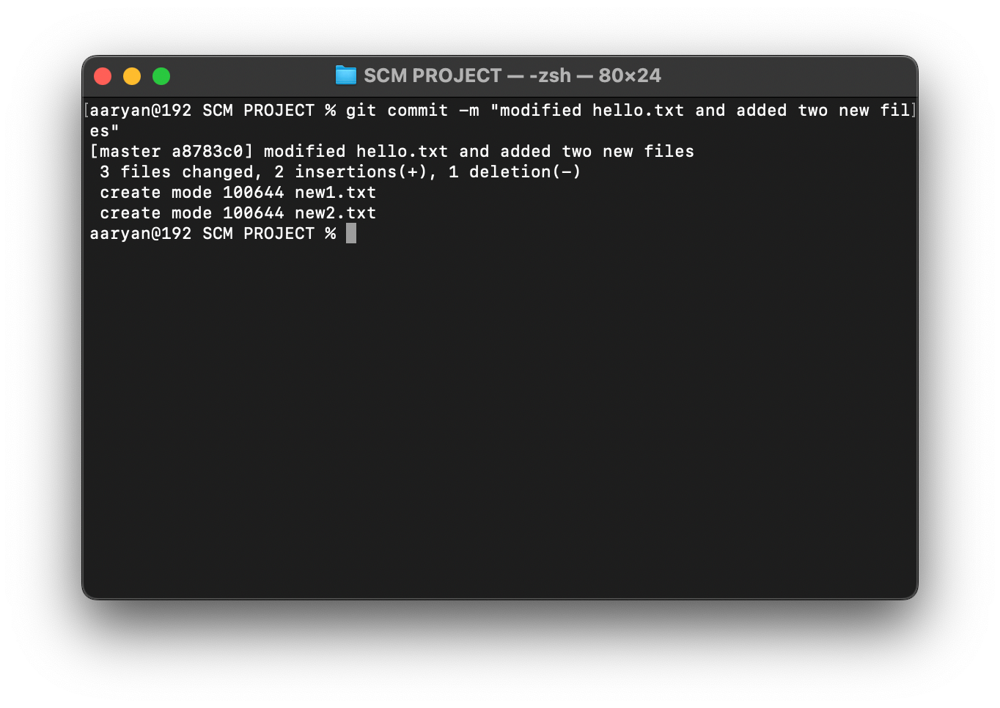 SCM PROJECT — -zsh — 80×24
[aaryan@192 SCM PROJECT % git commit -m "modified hello.txt and added two new fil]
es"
[master a8783c0] modified hello.txt and added two new files
 3 files changed, 2 insertions(+), 1 deletion(-)
 create mode 100644 new1.txt
 create mode 100644 new2.txt
aaryan@192 SCM PROJECT %